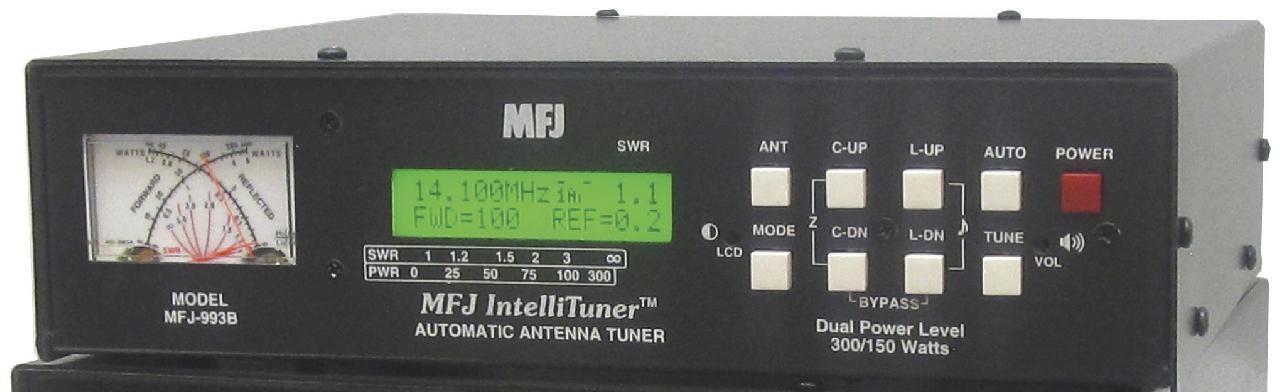 MFJ
SWR
WATTS WATTS
FORWARD REFLECTED
SWR
14.100MHz 1.1
FWD=100 REF=0.2
SWR 1 1.2 1.5 2 3 ∞
PWR 0 25 50 75 100 300
MFJ IntelliTuner™
AUTOMATIC ANTENNA TUNER
MODEL
MFJ-993B
ANT C-UP L-UP AUTO POWER
MODE Z C-DN L-DN ♪ TUNE
LCD VOL
BYPASS
Dual Power Level
300/150 Watts